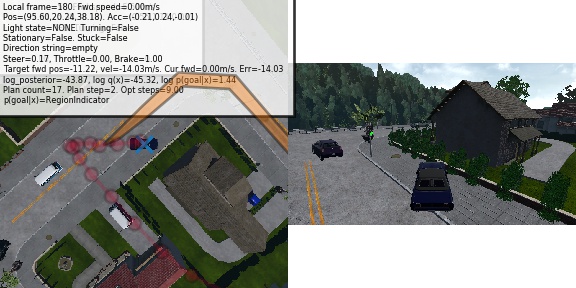 Local frame=180: Fwd speed=0.00m/s
Pos=(95.60,20.24,38.18). Acc=(-0.21,0.24,-0.01)
Light state=NONE: Turning=False
Stationary=False. Stuck=False
Direction string=empty
Steer=0.17, Throttle=0.00, Brake=1.00
Target fwd pos=-11.22, vel=-14.03m/s. Cur fwd=0.00m/s. Err=-14.03
log_posterior=-43.87, log q(x)=-45.32, log p(goal|x)=1.44
Plan count=17. Plan step=2. Opt steps=9.00
p(goal|x)=RegionIndicator